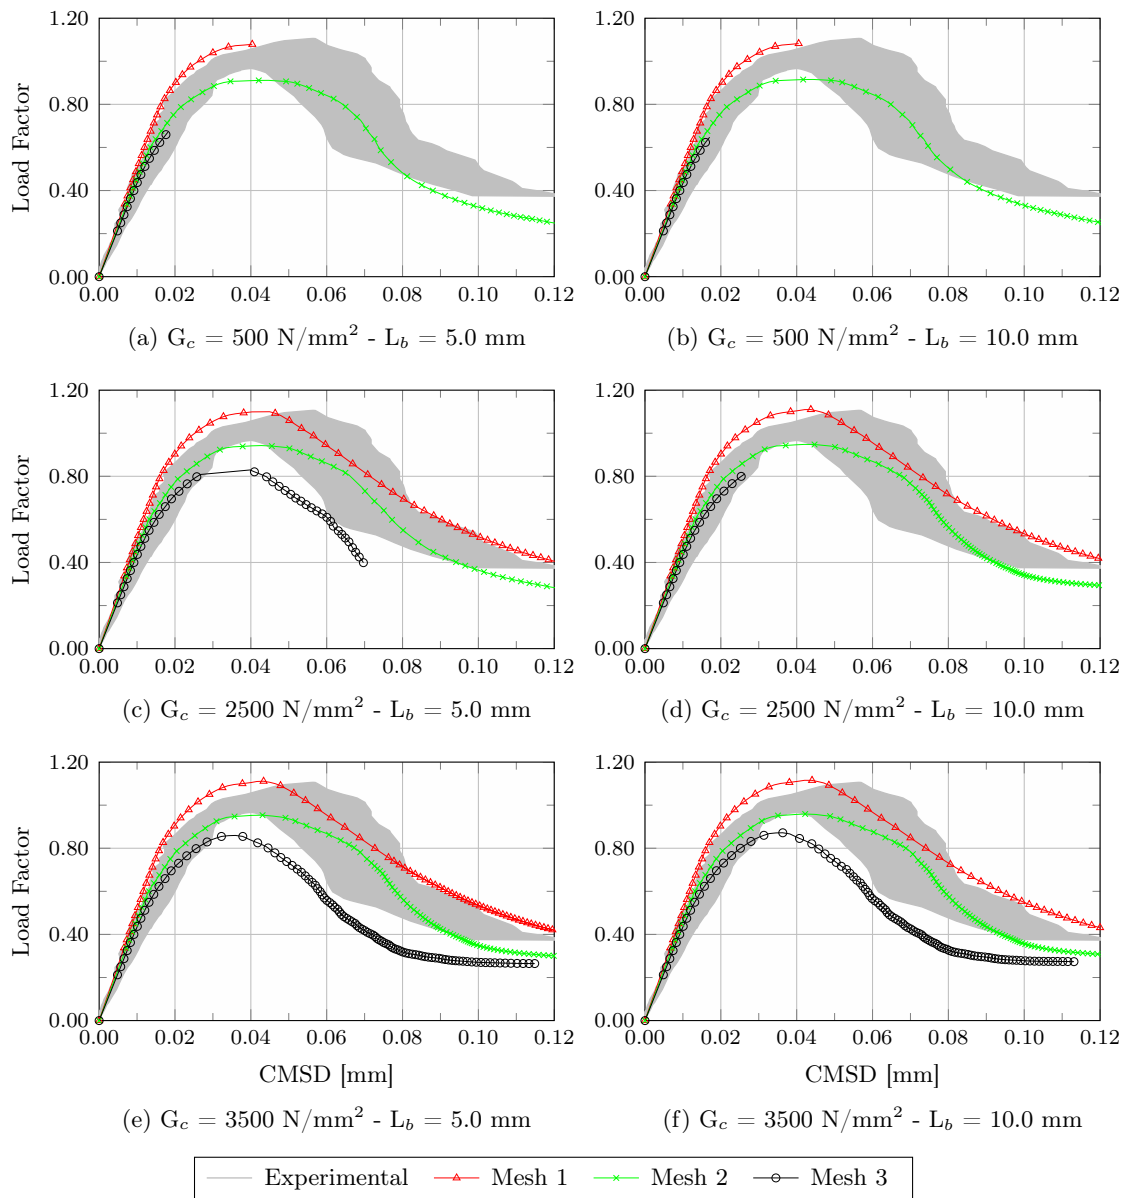 1.20
0.80
0.40
0.00
Load Factor
0.00 0.02 0.04 0.06 0.08 0.10 0.12
(a) G_c = 500 N/mm² - L_b = 5.0 mm
1.20
0.80
0.40
0.00
0.00 0.02 0.04 0.06 0.08 0.10 0.12
(b) G_c = 500 N/mm² - L_b = 10.0 mm
1.20
0.80
0.40
0.00
Load Factor
0.00 0.02 0.04 0.06 0.08 0.10 0.12
(c) G_c = 2500 N/mm² - L_b = 5.0 mm
1.20
0.80
0.40
0.00
0.00 0.02 0.04 0.06 0.08 0.10 0.12
(d) G_c = 2500 N/mm² - L_b = 10.0 mm
1.20
0.80
0.40
0.00
Load Factor
0.00 0.02 0.04 0.06 0.08 0.10 0.12
CMSD [mm]
(e) G_c = 3500 N/mm² - L_b = 5.0 mm
1.20
0.80
0.40
0.00
0.00 0.02 0.04 0.06 0.08 0.10 0.12
CMSD [mm]
(f) G_c = 3500 N/mm² - L_b = 10.0 mm
Experimental Mesh 1 Mesh 2 Mesh 3